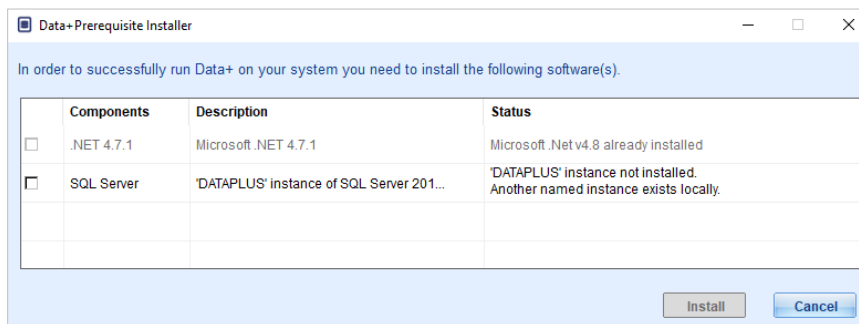 Data+ Prerequisite Installer
In order to successfully run Data+ on your system you need to install the following software(s).
Components Description Status
.NET 4.7.1 Microsoft .NET 4.7.1 Microsoft .Net v4.8 already installed
SQL Server 'DATAPLUS' instance of SQL Server 201... 'DATAPLUS' instance not installed.
Another named instance exists locally.
Install Cancel